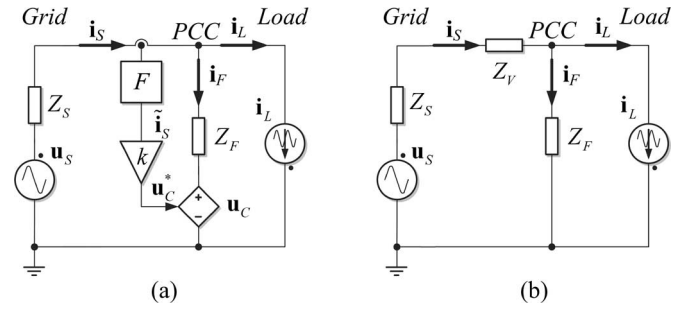 Grid PCC Load
i_S i_L
F i_F
Z_S ĩ_S Z_F i_L
k
u_S u_C^* + − u_C
(a)
Grid PCC Load
i_S i_L
Z_V i_F
Z_S Z_F i_L
u_S
(b)